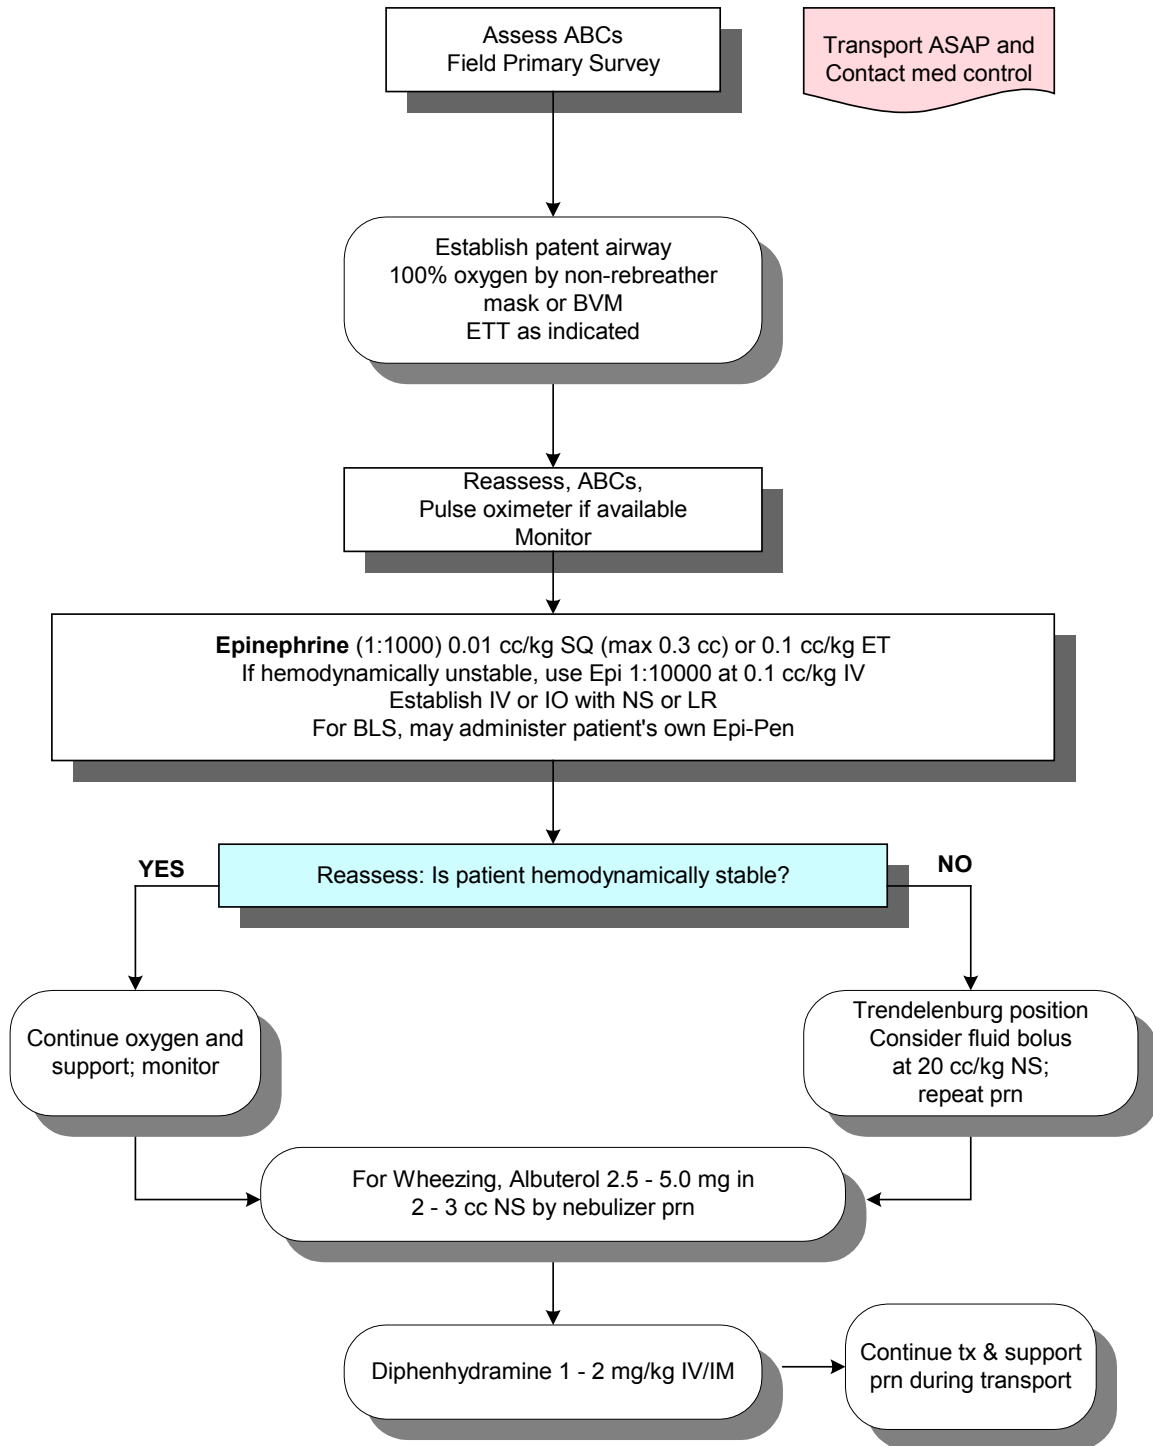 Assess ABCs
Field Primary Survey
Transport ASAP and
Contact med control
Establish patent airway
100% oxygen by non-rebreather
mask or BVM
ETT as indicated
Reassess, ABCs,
Pulse oximeter if available
Monitor
Epinephrine (1:1000) 0.01 cc/kg SQ (max 0.3 cc) or 0.1 cc/kg ET
If hemodynamically unstable, use Epi 1:10000 at 0.1 cc/kg IV
Establish IV or IO with NS or LR
For BLS, may administer patient's own Epi-Pen
YES
Reassess: Is patient hemodynamically stable?
NO
Continue oxygen and
support; monitor
Trendelenburg position
Consider fluid bolus
at 20 cc/kg NS;
repeat prn
For Wheezing, Albuterol 2.5 - 5.0 mg in
2 - 3 cc NS by nebulizer prn
Diphenhydramine 1 - 2 mg/kg IV/IM
Continue tx & support
prn during transport